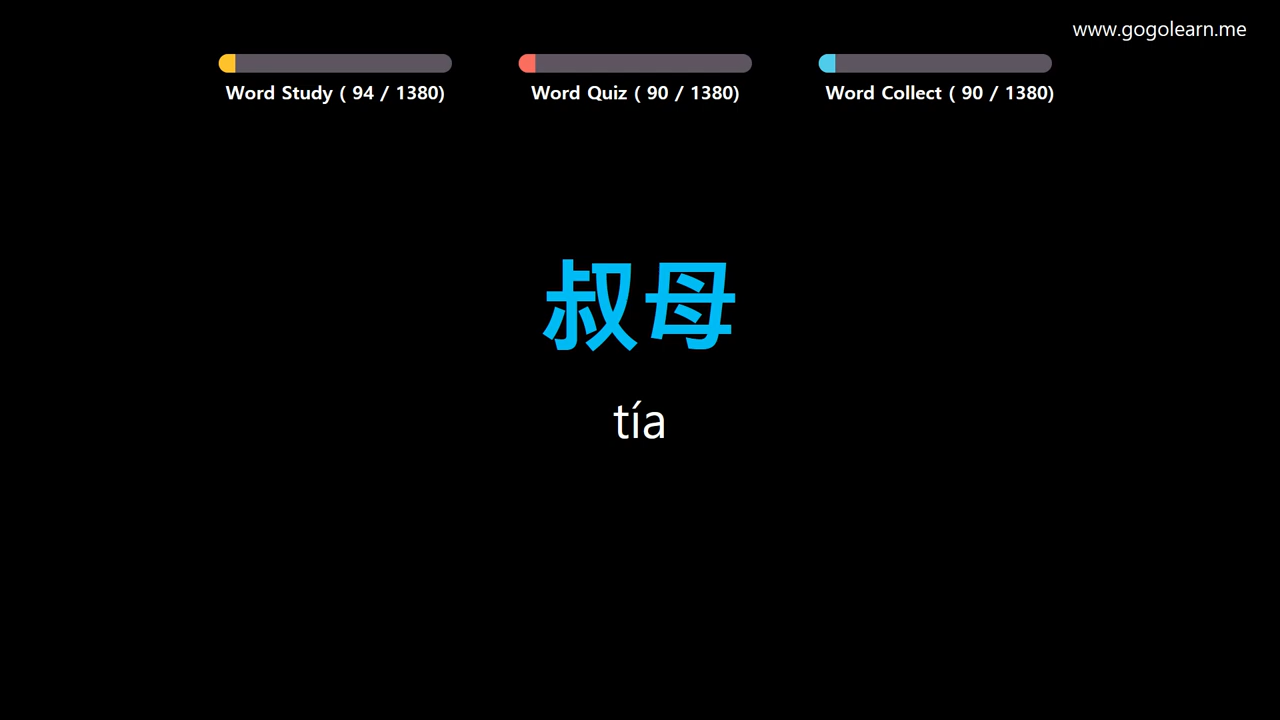 www.gogolearn.me
Word Study ( 94 / 1380)
Word Quiz ( 90 / 1380)
Word Collect ( 90 / 1380)
叔母
tía